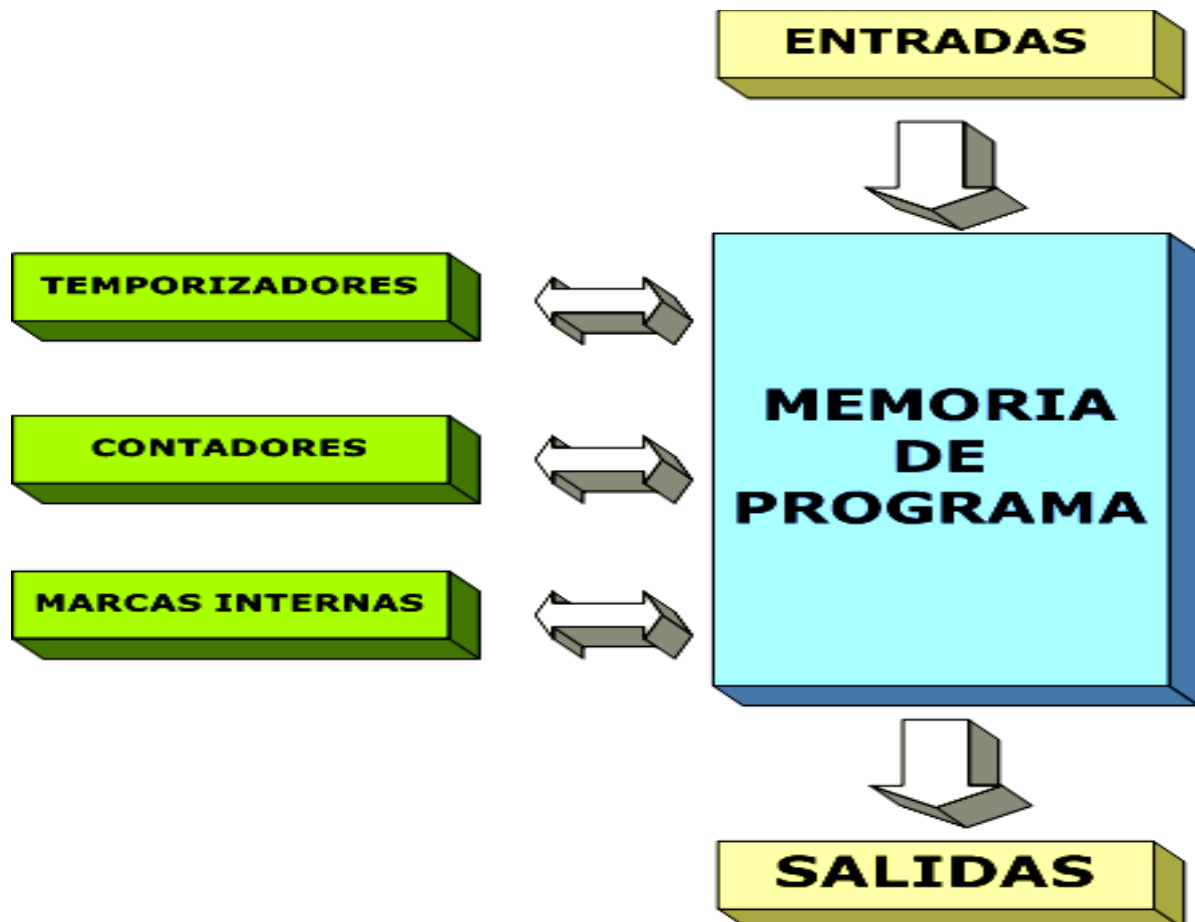 ENTRADAS
TEMPORIZADORES
CONTADORES
MARCAS INTERNAS
MEMORIA
DE
PROGRAMA
SALIDAS